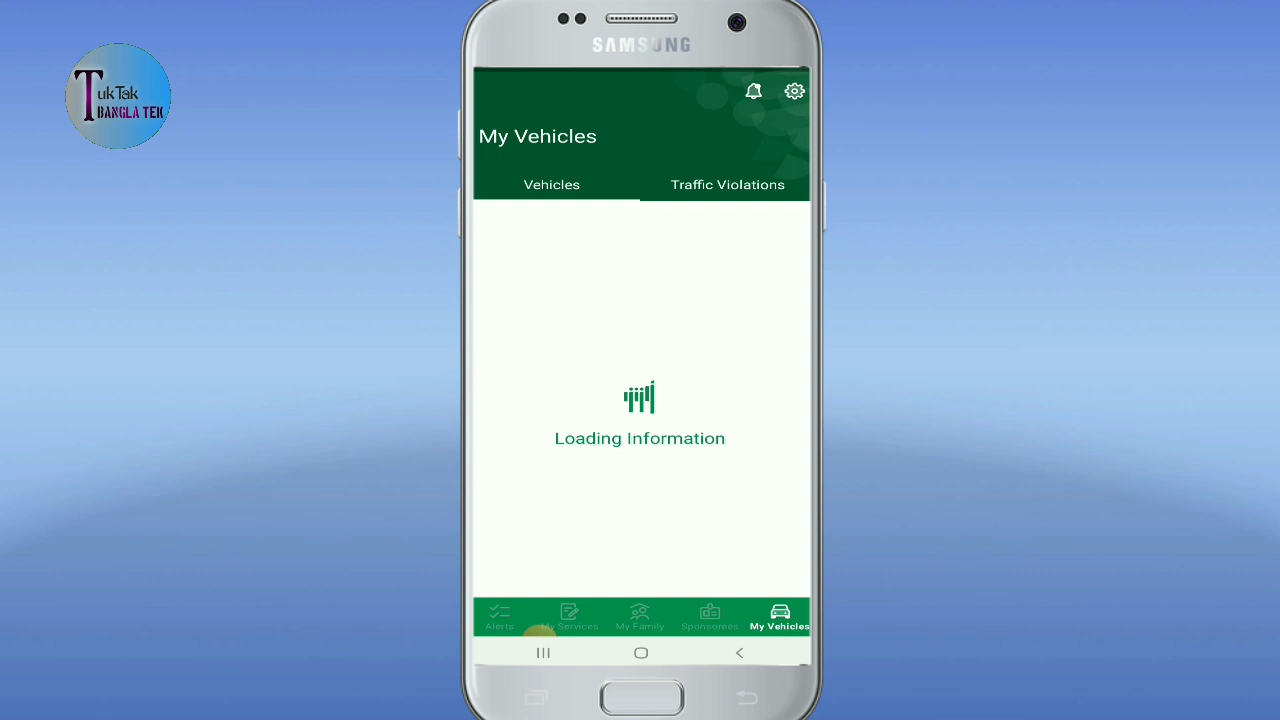 TukTak
BANGLA TEK
SAMSUNG
My Vehicles
Vehicles
Traffic Violations
Loading Information
Alerts
My Services
My Family
Sponsorees
My Vehicles